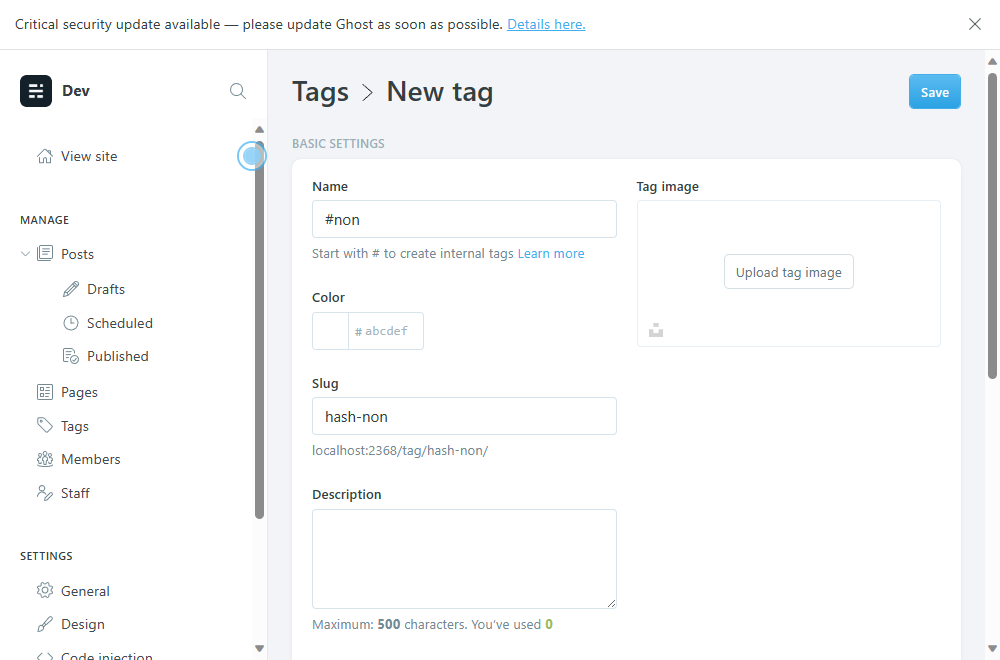 Critical security update available — please update Ghost as soon as possible. Details here.
Dev
View site
MANAGE
Posts
Drafts
Scheduled
Published
Pages
Tags
Members
Staff
SETTINGS
General
Design
Code injection
Tags > New tag
Save
BASIC SETTINGS
Name
#non
Start with # to create internal tags Learn more
Color
# abcdef
Slug
hash-non
localhost:2368/tag/hash-non/
Description
Maximum: 500 characters. You've used 0
Tag image
Upload tag image